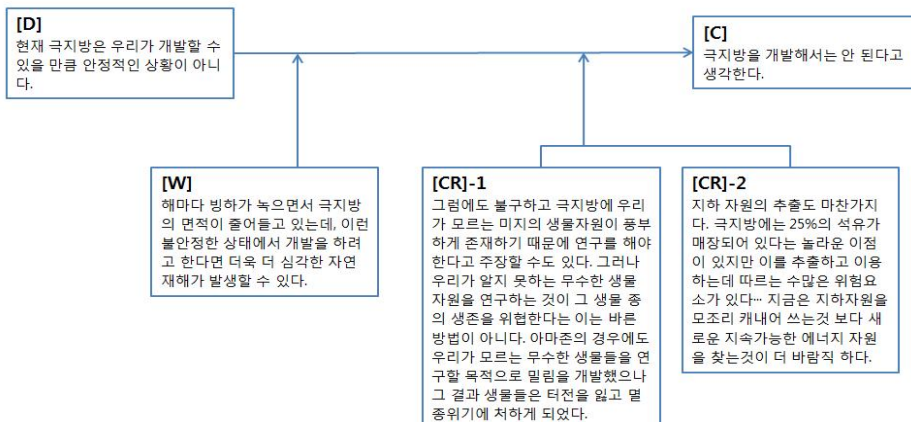 [D]
현재 극지방은 우리가 개발할 수
있을 만큼 안정적인 상황이 아니
다.
[C]
극지방을 개발해서는 안 된다고
생각한다.
[W]
해마다 빙하가 녹으면서 극지방
의 면적이 줄어들고 있는데, 이런
불안정한 상태에서 개발을 하려
고 한다면 더욱 더 심각한 자연
재해가 발생할 수 있다.
[CR]-1
그럼에도 불구하고 극지방에 우리
가 모르는 미지의 생물자원이 풍부
하게 존재하기 때문에 연구를 해야
한다고 주장할 수도 있다. 그러나
우리가 알지 못하는 무수한 생물
자원을 연구하는 것이 그 생물 종
의 생존을 위협한다는 이는 바른
방법이 아니다. 아마존의 경우에도
우리가 모르는 무수한 생물들을 연
구할 목적으로 밀림을 개발했으나
그 결과 생물들은 터전을 잃고 멸
종위기에 처하게 되었다.
[CR]-2
지하 자원의 추출도 마찬가지
다. 극지방에는 25%의 석유가
매장되어 있다는 놀라운 이점
이 있지만 이를 추출하고 이용
하는데 따르는 수많은 위험요
소가 있다… 지금은 지하자원을
모조리 캐내어 쓰는것 보다 새
로운 지속가능한 에너지 자원
을 찾는것이 더 바람직 하다.